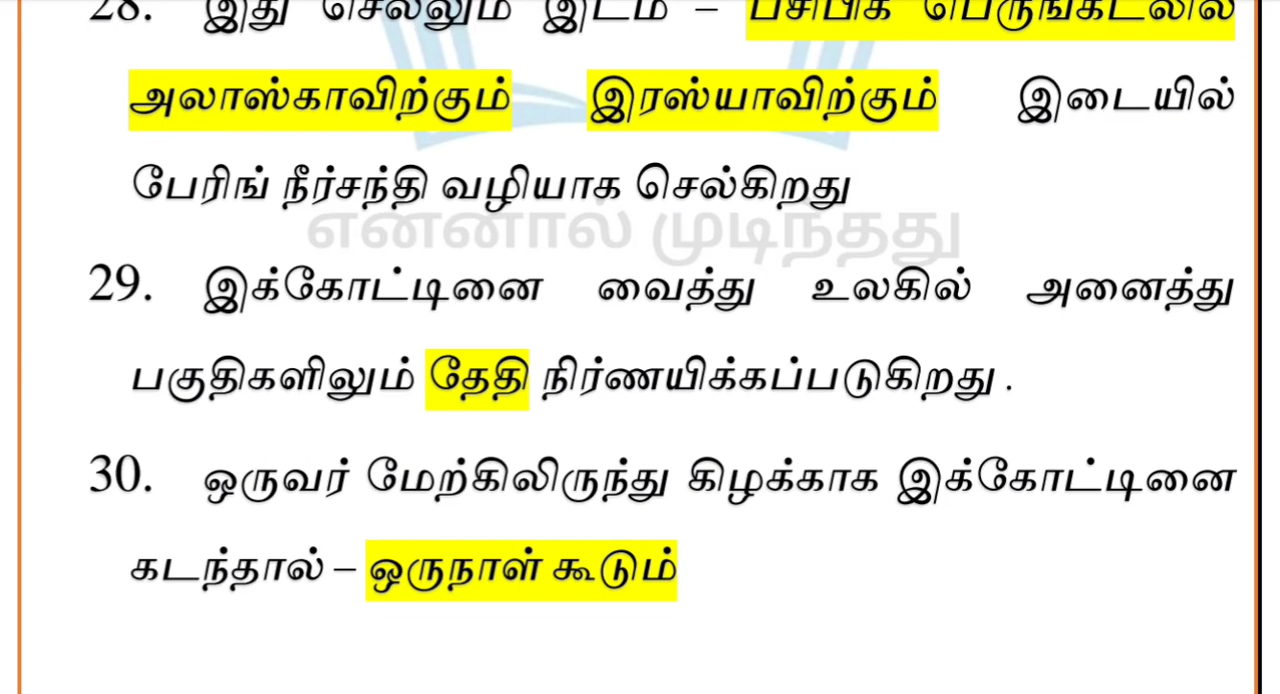 28. இது செல்லும் இடம் – பசிபிக் பெருங்கடலில்
அலாஸ்காவிற்கும் இரஸ்யாவிற்கும் இடையில்
பேரிங் நீர்சந்தி வழியாக செல்கிறது
என்னால் முடிந்தது
29. இக்கோட்டினை வைத்து உலகில் அனைத்து
பகுதிகளிலும் தேதி நிர்ணயிக்கப்படுகிறது .
30. ஒருவர் மேற்கிலிருந்து கிழக்காக இக்கோட்டினை
கடந்தால் – ஒருநாள் கூடும்